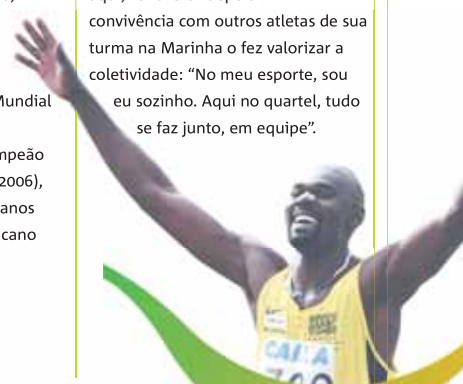 Mundial
mpeão
2006),
anos
cano
convivência com outros atletas de sua
turma na Marinha o fez valorizar a
coletividade: “No meu esporte, sou
eu sozinho. Aqui no quartel, tudo
se faz junto, em equipe”.
CAIXA